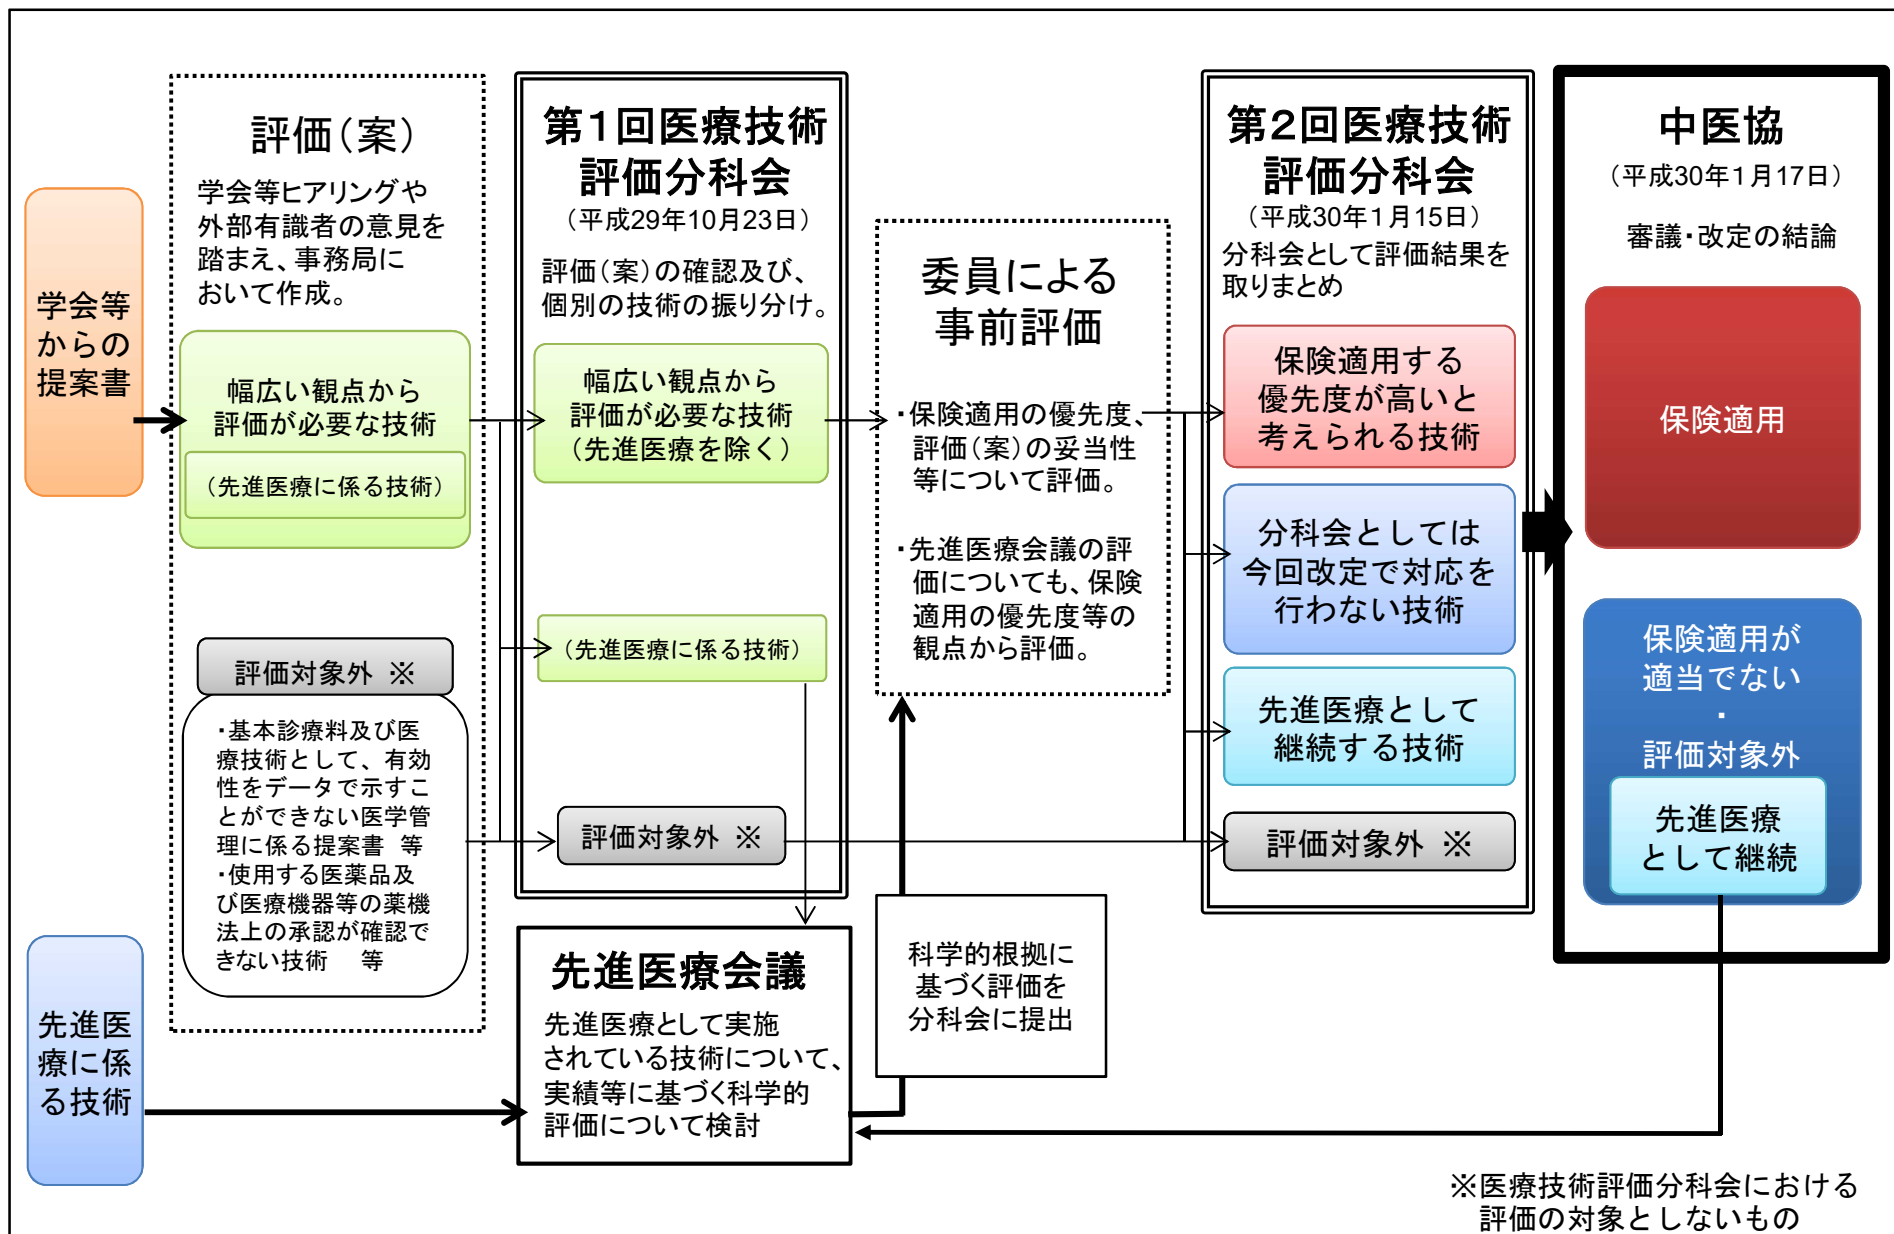 学会等
からの
提案書
先進医
療に係
る技術
評価（案）
学会等ヒアリングや
外部有識者の意見を
踏まえ、事務局に
おいて作成。
幅広い観点から
評価が必要な技術
（先進医療に係る技術）
評価対象外 ※
・基本診療料及び医
療技術として、有効
性をデータで示すこ
とができない医学管
理に係る提案書 等
・使用する医薬品及
び医療機器等の薬機
法上の承認が確認で
きない技術 等
第１回医療技術
評価分科会
（平成29年10月23日）
評価（案）の確認及び、
個別の技術の振り分け。
幅広い観点から
評価が必要な技術
（先進医療を除く）
（先進医療に係る技術）
評価対象外 ※
先進医療会議
先進医療として実施
されている技術について、
実績等に基づく科学的
評価について検討
委員による
事前評価
・保険適用の優先度、
評価（案）の妥当性
等について評価。
・先進医療会議の評
価についても、保険
適用の優先度等の
観点から評価。
科学的根拠に
基づく評価を
分科会に提出
第２回医療技術
評価分科会
（平成30年１月15日）
分科会として評価結果を
取りまとめ
保険適用する
優先度が高いと
考えられる技術
分科会としては
今回改定で対応を
行わない技術
先進医療として
継続する技術
評価対象外 ※
中医協
（平成30年１月17日）
審議・改定の結論
保険適用
保険適用が
適当でない
・
評価対象外
先進医療
として継続
※医療技術評価分科会における
評価の対象としないもの